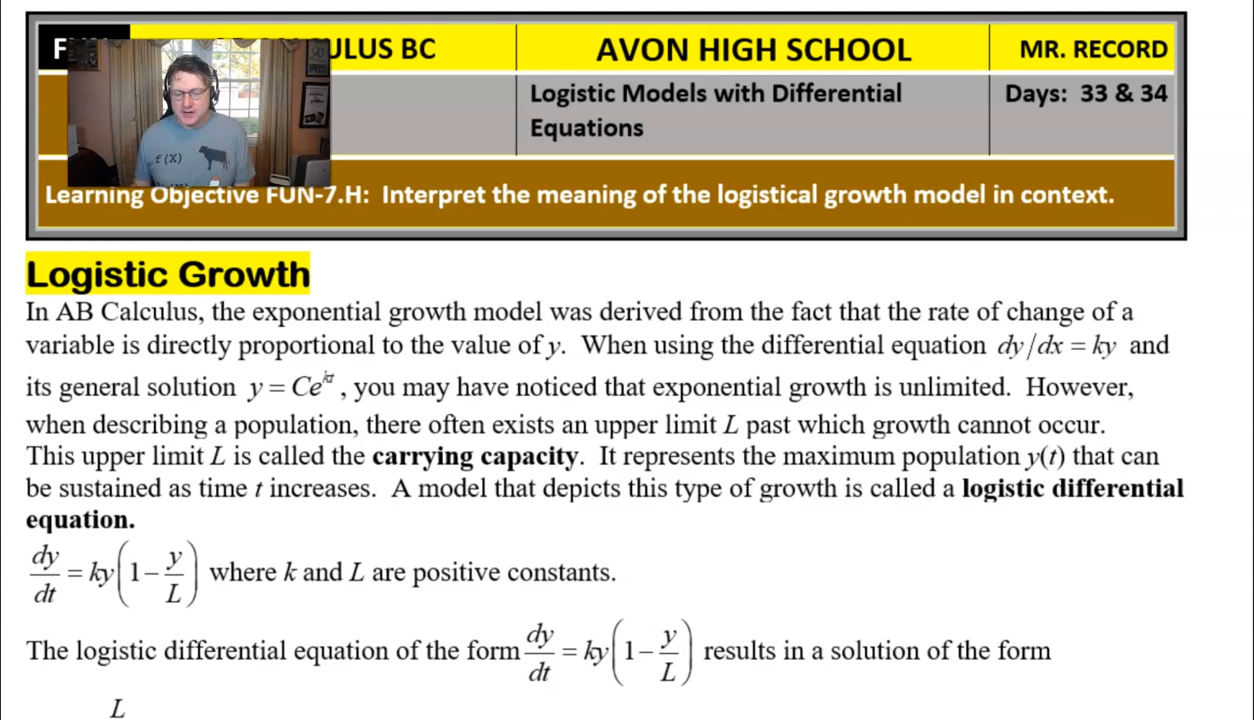 ULUS BC AVON HIGH SCHOOL MR. RECORD
Logistic Models with Differential Days: 33 & 34
Equations
f(X)
Learning Objective FUN-7.H: Interpret the meaning of the logistical growth model in context.
Logistic Growth
In AB Calculus, the exponential growth model was derived from the fact that the rate of change of a
variable is directly proportional to the value of y. When using the differential equation dy/dx = ky and
its general solution y = Ce^{kt}, you may have noticed that exponential growth is unlimited. However,
when describing a population, there often exists an upper limit L past which growth cannot occur.
This upper limit L is called the carrying capacity. It represents the maximum population y(t) that can
be sustained as time t increases. A model that depicts this type of growth is called a logistic differential
equation.
dy/dt = ky(1 − y/L) where k and L are positive constants.
The logistic differential equation of the form dy/dt = ky(1 − y/L) results in a solution of the form
L